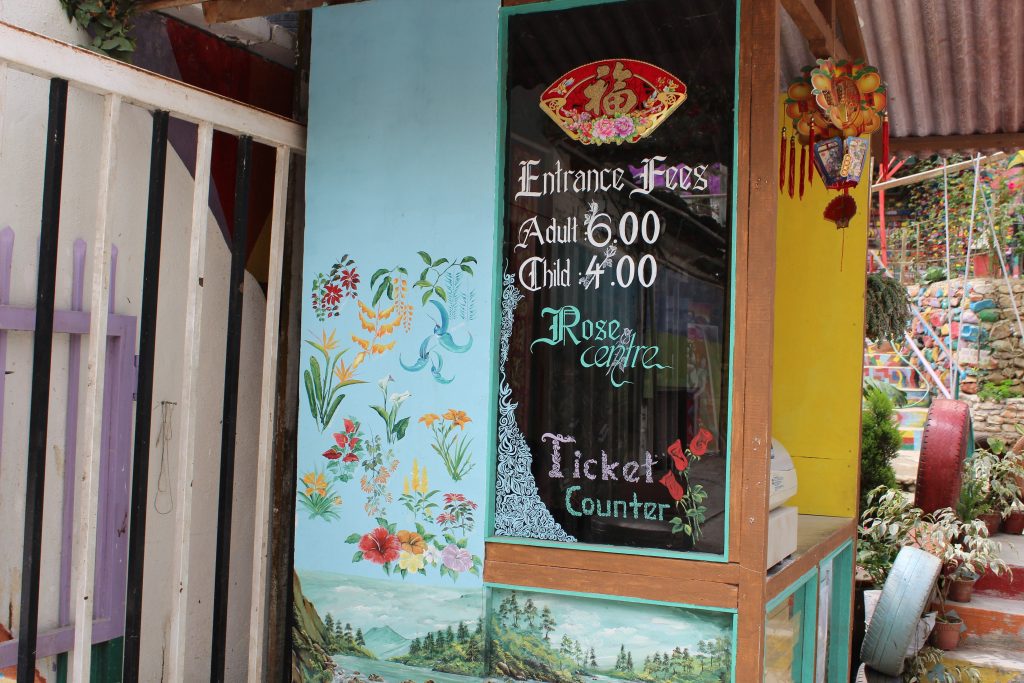 福
Entrance Fees
Adult : 6.00
Child : 4.00
Rose
centre
Ticket
Counter